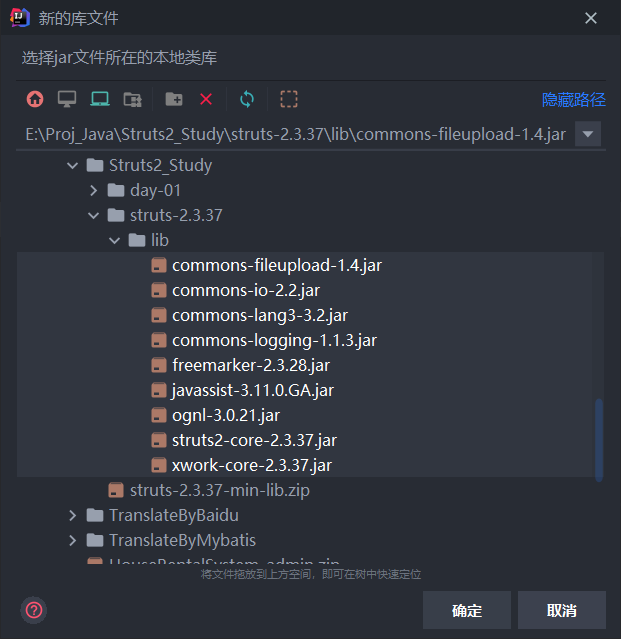 新的库文件
选择jar文件所在的本地类库
隐藏路径
E:\Proj_Java\Struts2_Study\struts-2.3.37\lib\commons-fileupload-1.4.jar
Struts2_Study
day-01
struts-2.3.37
lib
commons-fileupload-1.4.jar
commons-io-2.2.jar
commons-lang3-3.2.jar
commons-logging-1.1.3.jar
freemarker-2.3.28.jar
javassist-3.11.0.GA.jar
ognl-3.0.21.jar
struts2-core-2.3.37.jar
xwork-core-2.3.37.jar
struts-2.3.37-min-lib.zip
TranslateByBaidu
TranslateByMybatis
HouseRentalSystem_admin.zip
将文件拖放到上方空间，即可在树中快速定位
确定 取消